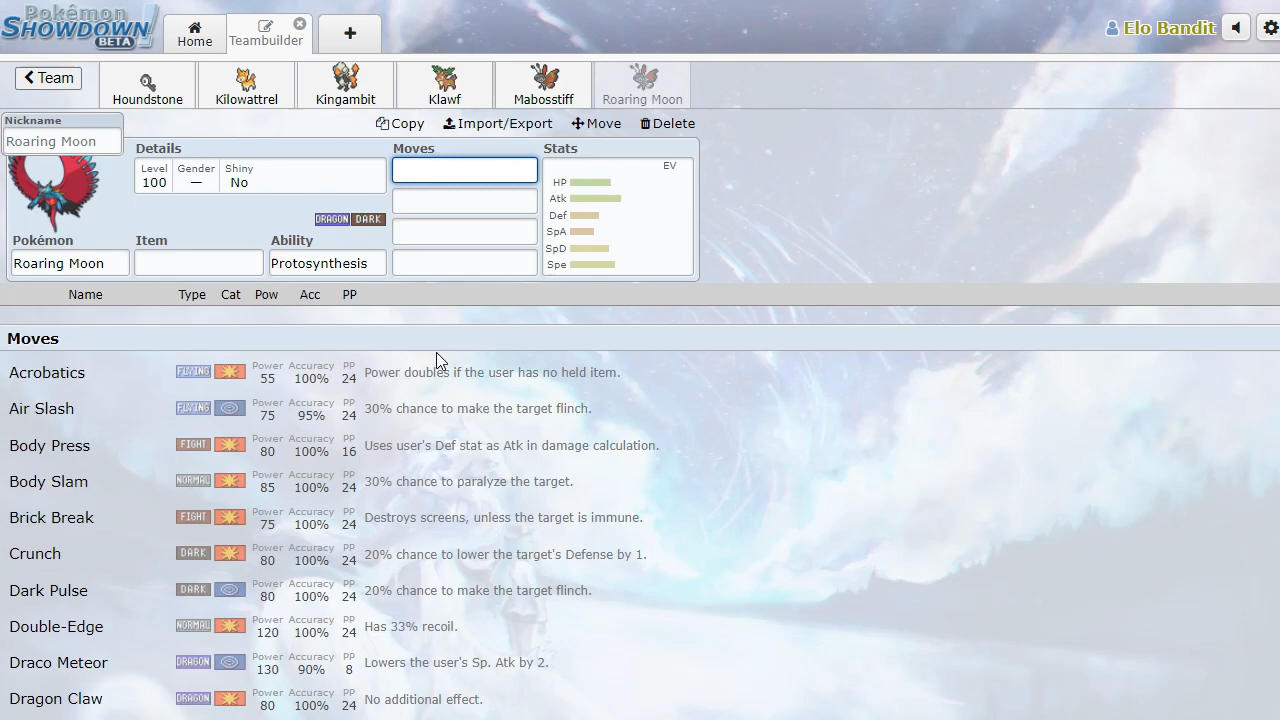 Pokémon
SHOWDOWN!
BETA
Home
Teambuilder
+
Elo Bandit
Team
Houndstone
Kilowattrel
Kingambit
Klawf
Mabosstiff
Roaring Moon
Nickname
Roaring Moon
Copy
Import/Export
Move
Delete
Details
Level
100
Gender
—
Shiny
No
DRAGON DARK
Pokémon
Roaring Moon
Item
Ability
Protosynthesis
Moves
Stats
EV
HP
Atk
Def
SpA
SpD
Spe
Name Type Cat Pow Acc PP
Moves
Acrobatics FLYING Power 55 Accuracy 100% PP 24 Power doubles if the user has no held item.
Air Slash FLYING Power 75 Accuracy 95% PP 24 30% chance to make the target flinch.
Body Press FIGHT Power 80 Accuracy 100% PP 16 Uses user's Def stat as Atk in damage calculation.
Body Slam NORMAL Power 85 Accuracy 100% PP 24 30% chance to paralyze the target.
Brick Break FIGHT Power 75 Accuracy 100% PP 24 Destroys screens, unless the target is immune.
Crunch DARK Power 80 Accuracy 100% PP 24 20% chance to lower the target's Defense by 1.
Dark Pulse DARK Power 80 Accuracy 100% PP 24 20% chance to make the target flinch.
Double-Edge NORMAL Power 120 Accuracy 100% PP 24 Has 33% recoil.
Draco Meteor DRAGON Power 130 Accuracy 90% PP 8 Lowers the user's Sp. Atk by 2.
Dragon Claw DRAGON Power 80 Accuracy 100% PP 24 No additional effect.